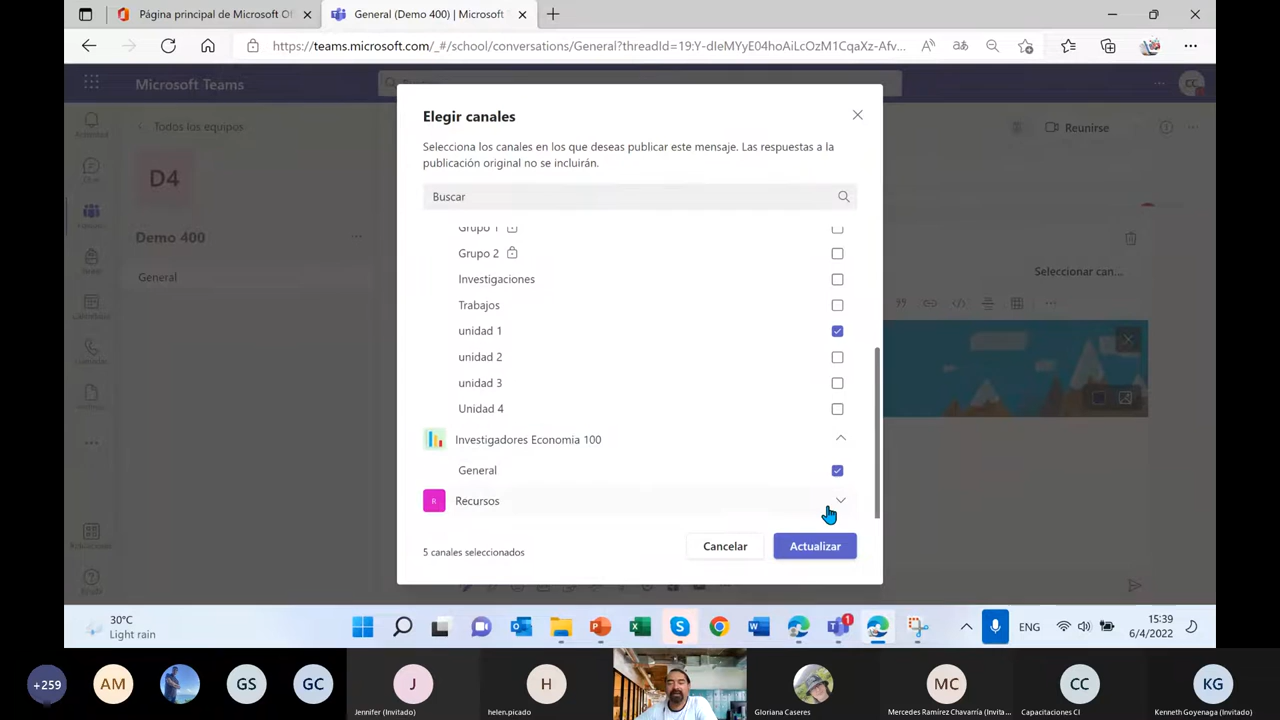 Página principal de Microsoft Of
General (Demo 400) | Microsoft T
https://teams.microsoft.com/_#/school/conversations/General?threadId=19:Y-dIeMYyE04hoAiLcOzM1CqaXz-Afv...
Microsoft Teams
CC
Todos los equipos
Reunirse
D4
Demo 400
General
Seleccionar can...
Elegir canales
Selecciona los canales en los que deseas publicar este mensaje. Las respuestas a la
publicación original no se incluirán.
Buscar
Grupo 1
Grupo 2
Investigaciones
Trabajos
unidad 1
unidad 2
unidad 3
Unidad 4
Investigadores Economia 100
General
R
Recursos
5 canales seleccionados
Cancelar
Actualizar
30°C
Light rain
1
ENG
15:39
6/4/2022
+259
AM
GS
GC
J
Jennifer (Invitado)
H
helen.picado
Gloriana Caseres
MC
Mercedes Ramírez Chavarría (Invita...
CC
Capacitaciones CI
KG
Kenneth Goyenaga (Invitado)